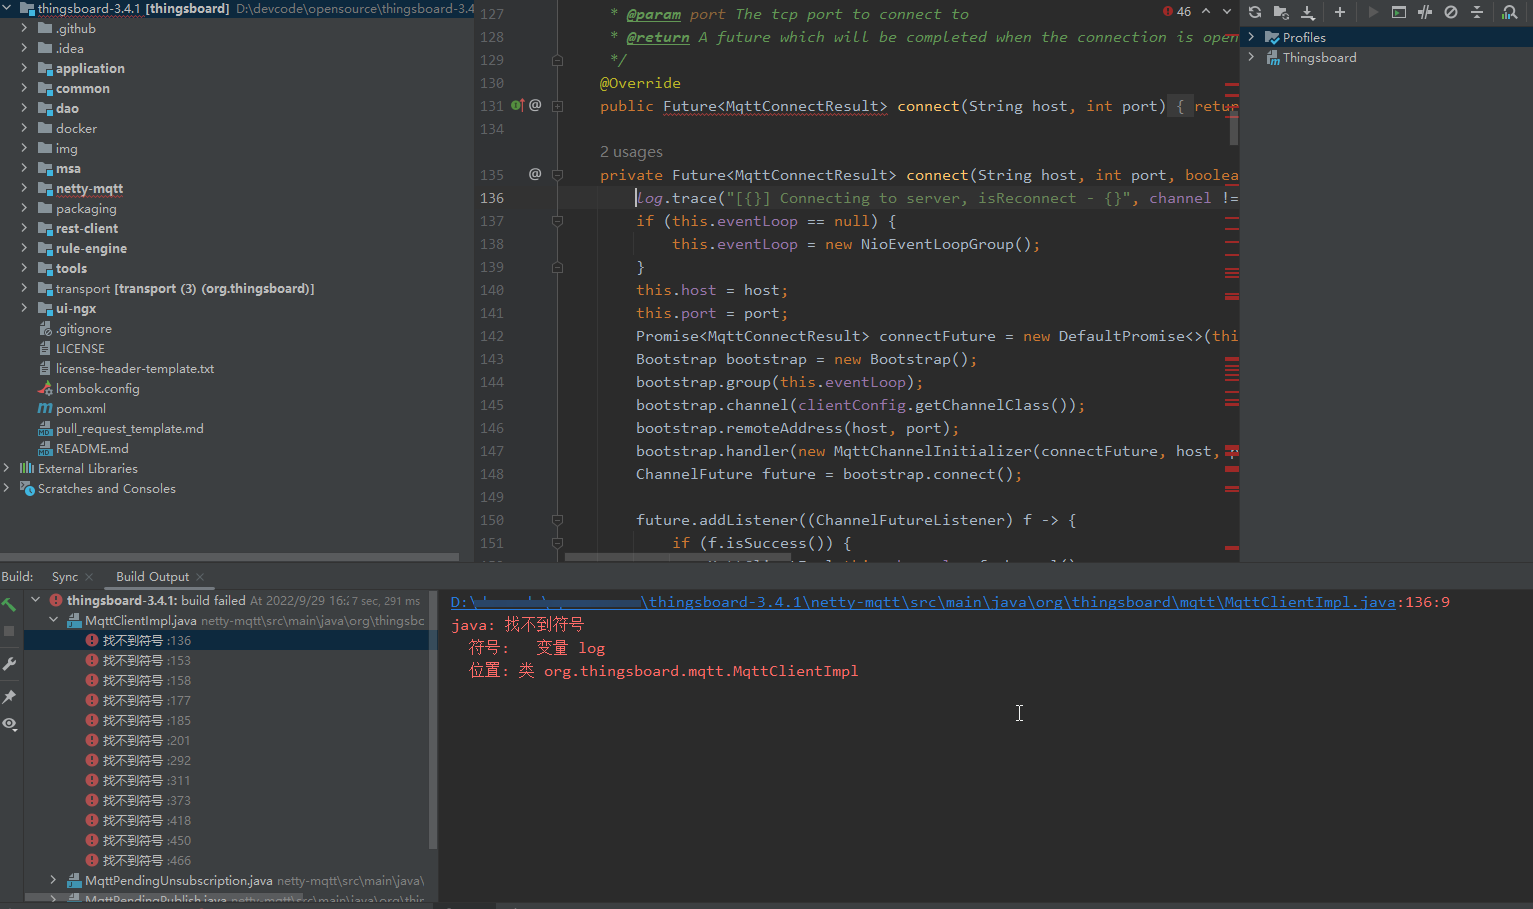 thingsboard-3.4.1 [thingsboard] D:\devcode\opensource\thingsboard-3.4
.github
.idea
application
common
dao
docker
img
msa
netty-mqtt
packaging
rest-client
rule-engine
tools
transport [transport (3) (org.thingsboard)]
ui-ngx
.gitignore
LICENSE
license-header-template.txt
lombok.config
pom.xml
pull_request_template.md
README.md
External Libraries
Scratches and Consoles
46
127 * @param port The tcp port to connect to
128 * @return A future which will be completed when the connection is open
129 */
130 @Override
131 @ public Future<MqttConnectResult> connect(String host, int port) { retur
134
2 usages
135 @ private Future<MqttConnectResult> connect(String host, int port, boolea
136 log.trace("[{}] Connecting to server, isReconnect - {}", channel !=
137 if (this.eventLoop == null) {
138 this.eventLoop = new NioEventLoopGroup();
139 }
140 this.host = host;
141 this.port = port;
142 Promise<MqttConnectResult> connectFuture = new DefaultPromise<>(thi
143 Bootstrap bootstrap = new Bootstrap();
144 bootstrap.group(this.eventLoop);
145 bootstrap.channel(clientConfig.getChannelClass());
146 bootstrap.remoteAddress(host, port);
147 bootstrap.handler(new MqttChannelInitializer(connectFuture, host, p
148 ChannelFuture future = bootstrap.connect();
149
150 future.addListener((ChannelFutureListener) f -> {
151 if (f.isSuccess()) {
Profiles
Thingsboard
Build: Sync Build Output
thingsboard-3.4.1: build failed At 2022/9/29 16:27 sec, 291 ms
MqttClientImpl.java netty-mqtt\src\main\java\org\thingsbc
找不到符号 :136
找不到符号 :153
找不到符号 :158
找不到符号 :177
找不到符号 :185
找不到符号 :201
找不到符号 :292
找不到符号 :311
找不到符号 :373
找不到符号 :418
找不到符号 :450
找不到符号 :466
MqttPendingUnsubscription.java netty-mqtt\src\main\java\
MqttPendingPublish.java netty-mqtt\src\main\java\org\this
D:\ \thingsboard-3.4.1\netty-mqtt\src\main\java\org\thingsboard\mqtt\MqttClientImpl.java:136:9
java: 找不到符号
符号: 变量 log
位置: 类 org.thingsboard.mqtt.MqttClientImpl